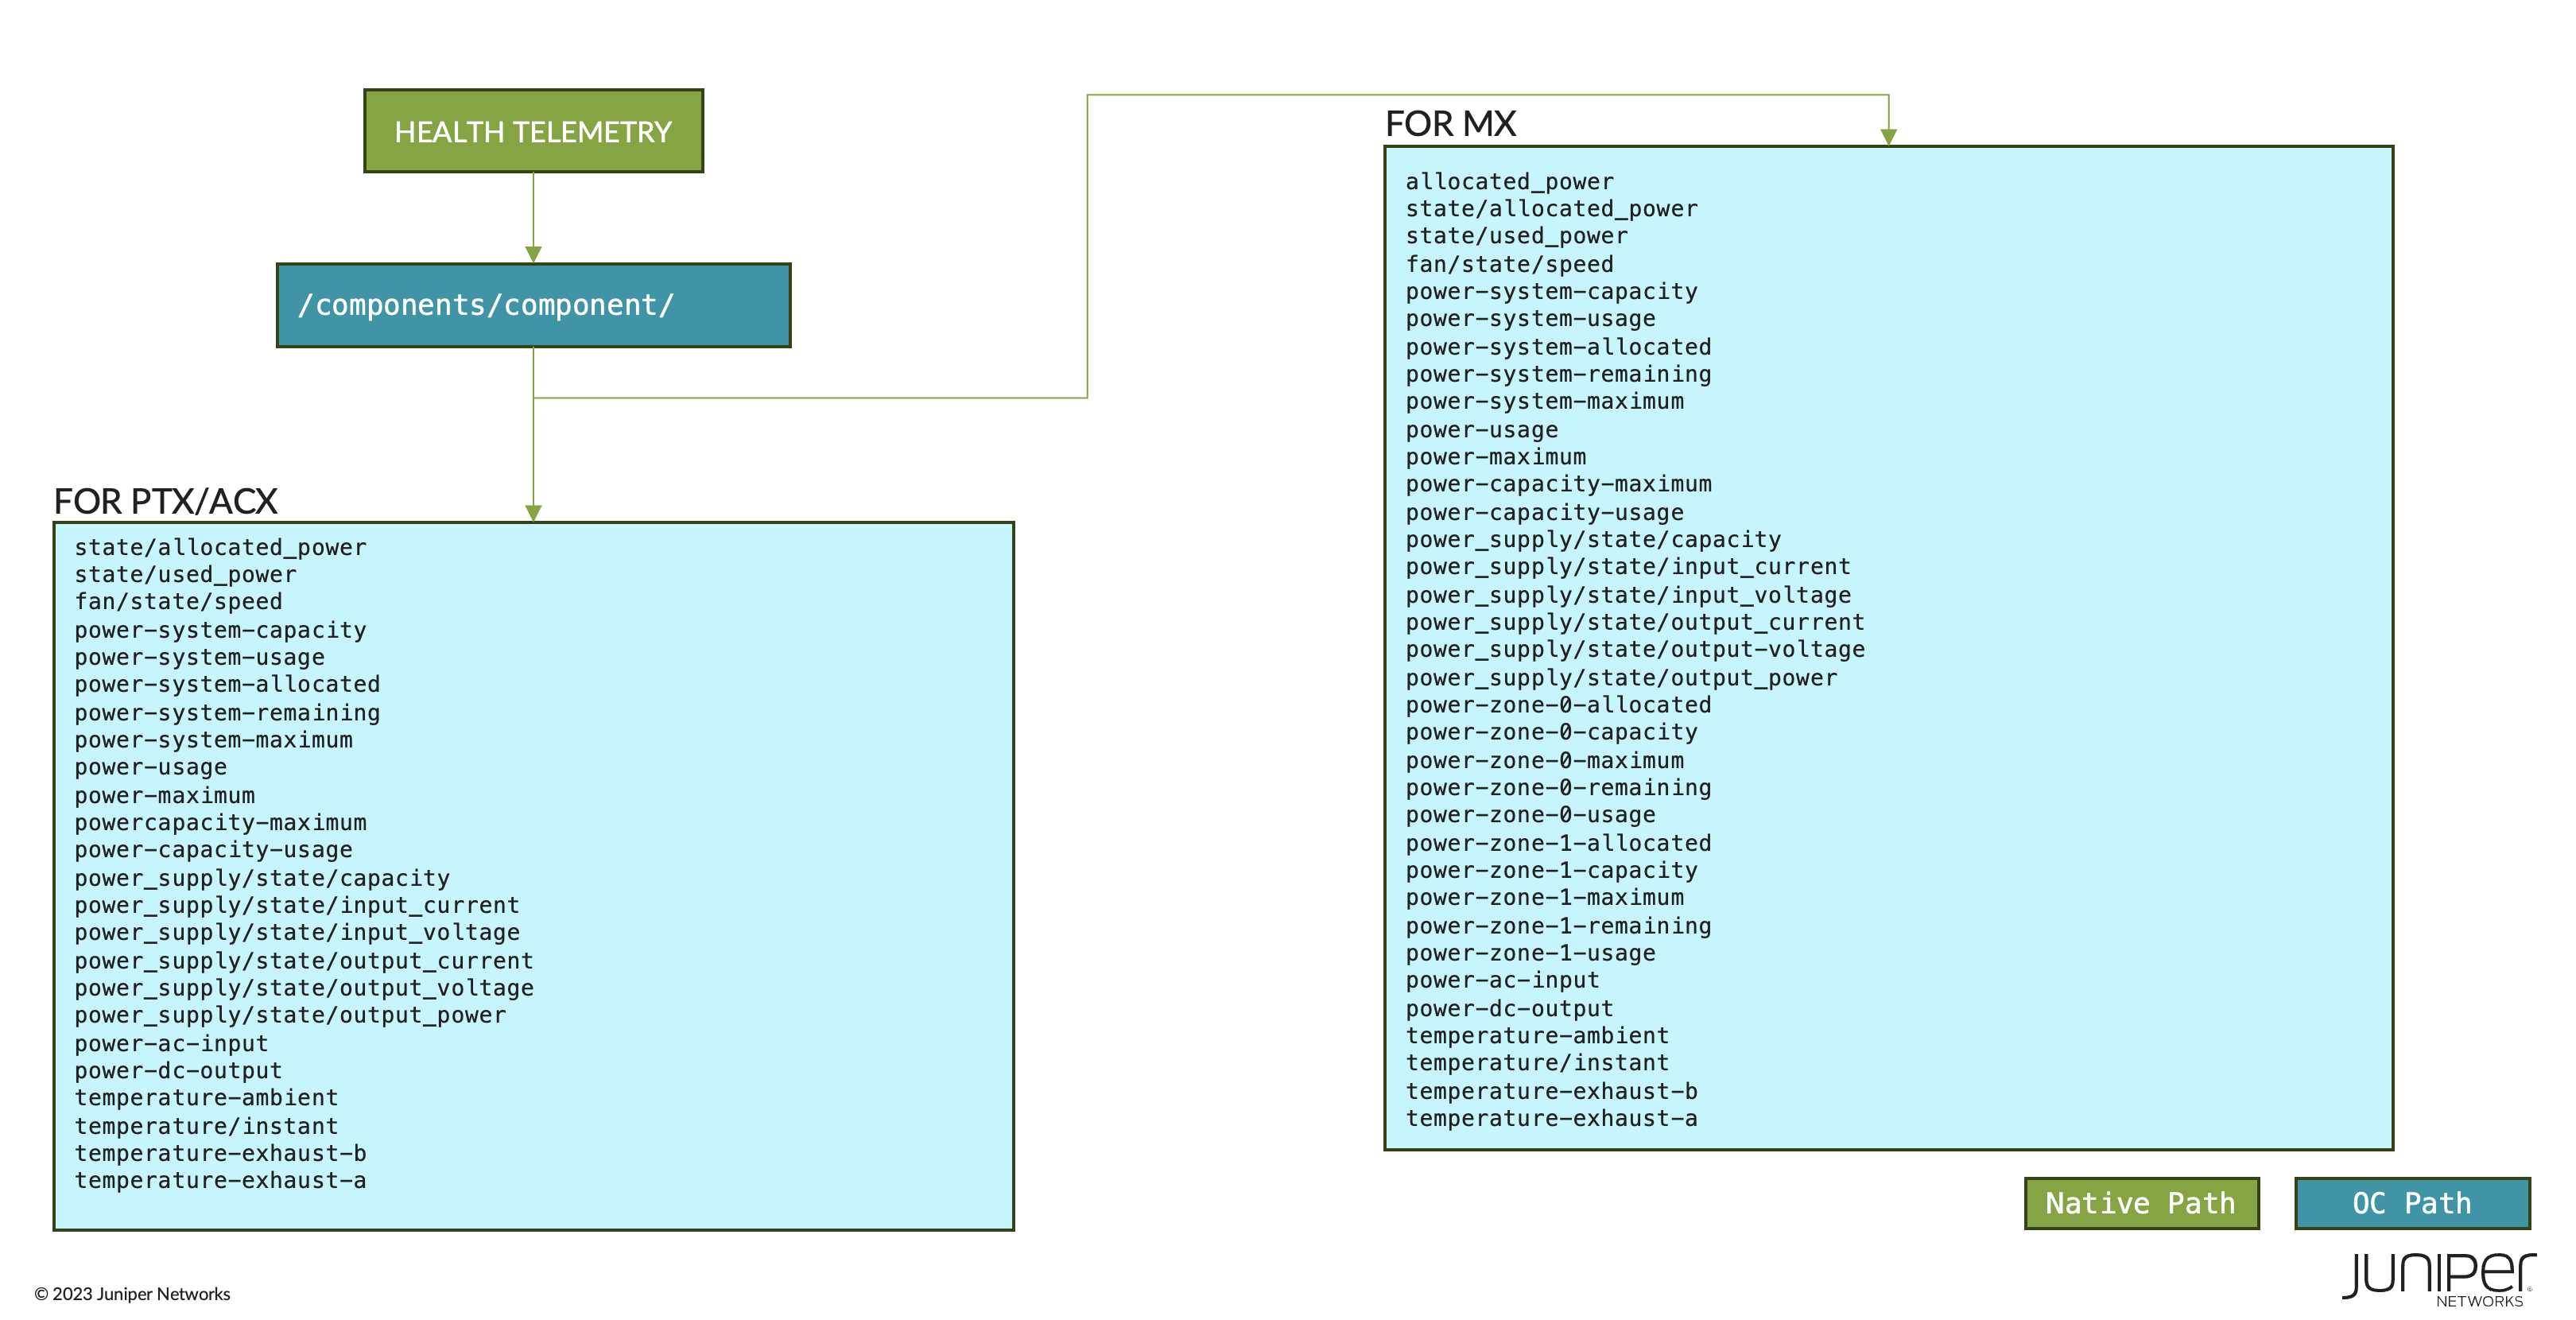 HEALTH TELEMETRY
/components/component/
FOR PTX/ACX
state/allocated_power
state/used_power
fan/state/speed
power-system-capacity
power-system-usage
power-system-allocated
power-system-remaining
power-system-maximum
power-usage
power-maximum
powercapacity-maximum
power-capacity-usage
power_supply/state/capacity
power_supply/state/input_current
power_supply/state/input_voltage
power_supply/state/output_current
power_supply/state/output_voltage
power_supply/state/output_power
power-ac-input
power-dc-output
temperature-ambient
temperature/instant
temperature-exhaust-b
temperature-exhaust-a
FOR MX
allocated_power
state/allocated_power
state/used_power
fan/state/speed
power-system-capacity
power-system-usage
power-system-allocated
power-system-remaining
power-system-maximum
power-usage
power-maximum
power-capacity-maximum
power-capacity-usage
power_supply/state/capacity
power_supply/state/input_current
power_supply/state/input_voltage
power_supply/state/output_current
power_supply/state/output-voltage
power_supply/state/output_power
power-zone-0-allocated
power-zone-0-capacity
power-zone-0-maximum
power-zone-0-remaining
power-zone-0-usage
power-zone-1-allocated
power-zone-1-capacity
power-zone-1-maximum
power-zone-1-remaining
power-zone-1-usage
power-ac-input
power-dc-output
temperature-ambient
temperature/instant
temperature-exhaust-b
temperature-exhaust-a
Native Path
OC Path
© 2023 Juniper Networks
JUNIPEr
NETWORKS